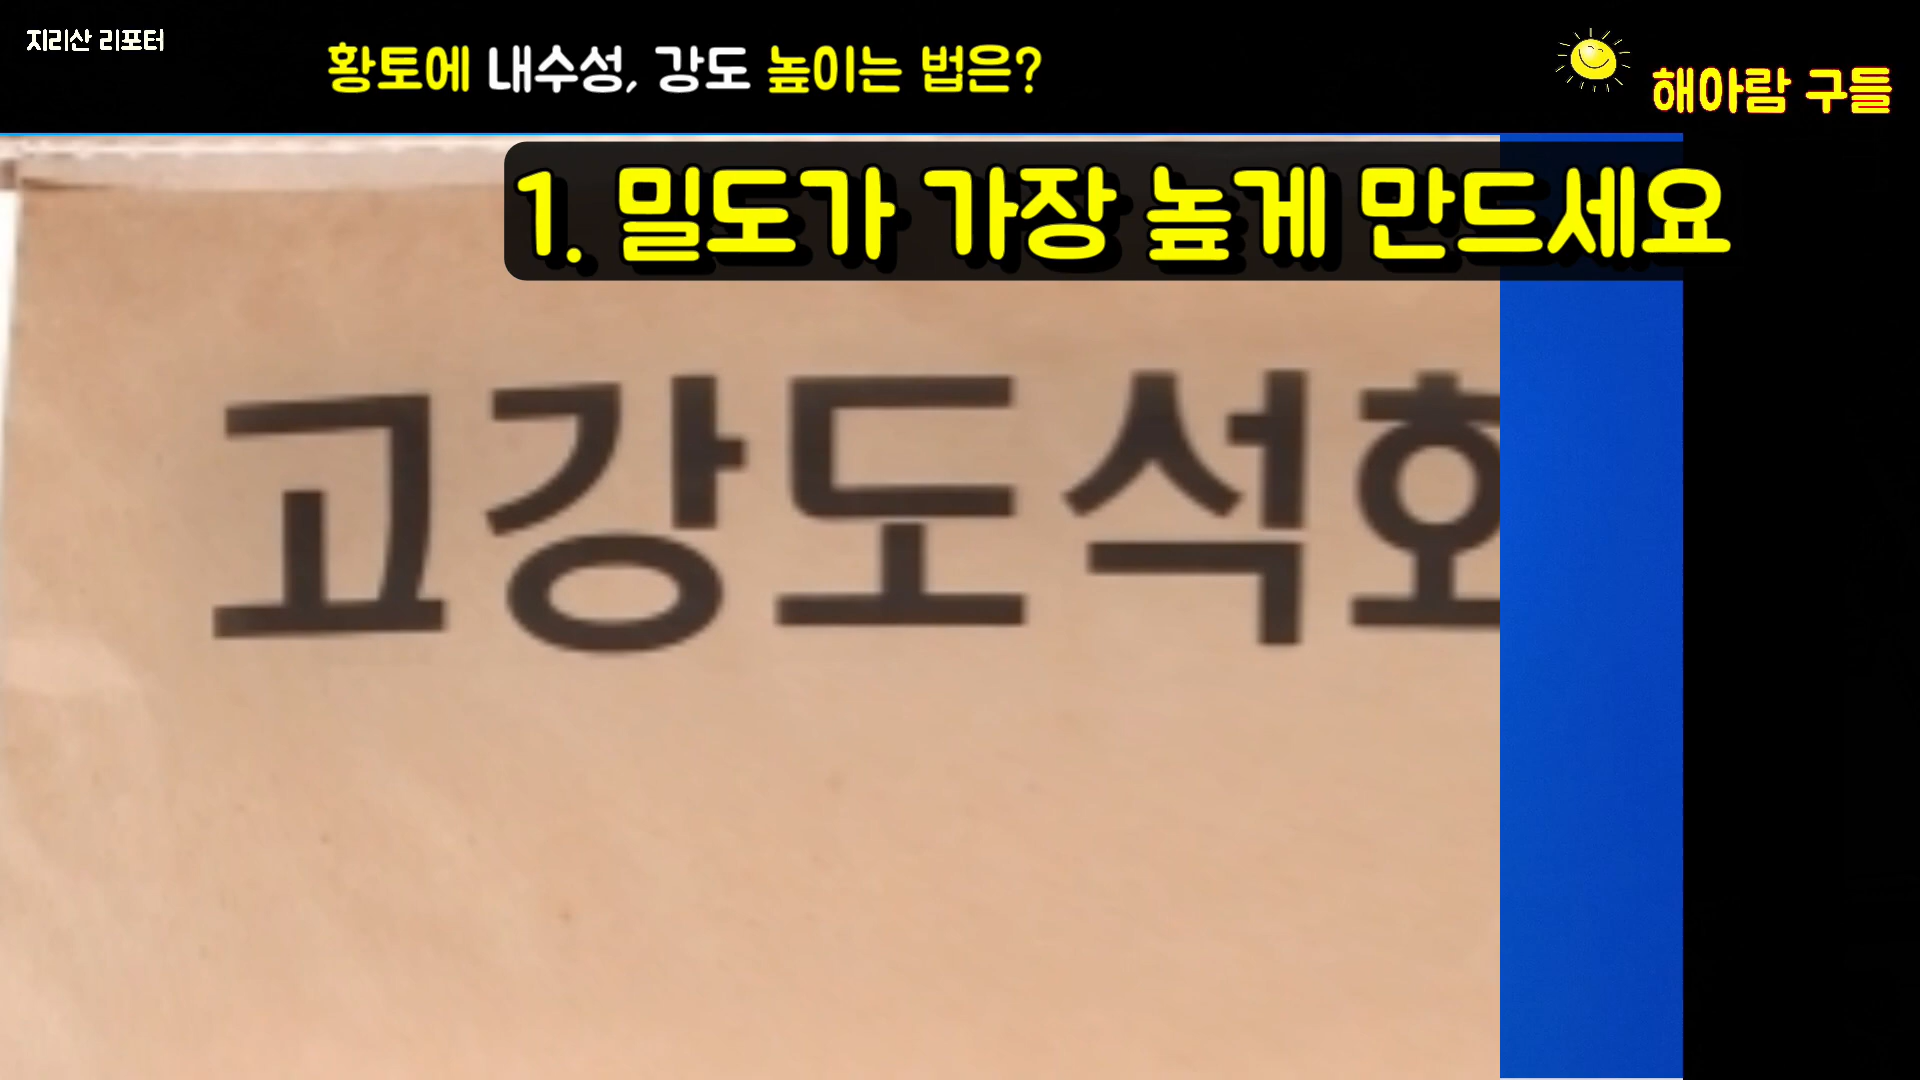 지리산 리포터
황토에 내수성, 강도 높이는 법은?
해아람 구들
1. 밀도가 가장 높게 만드세요
고강도석회